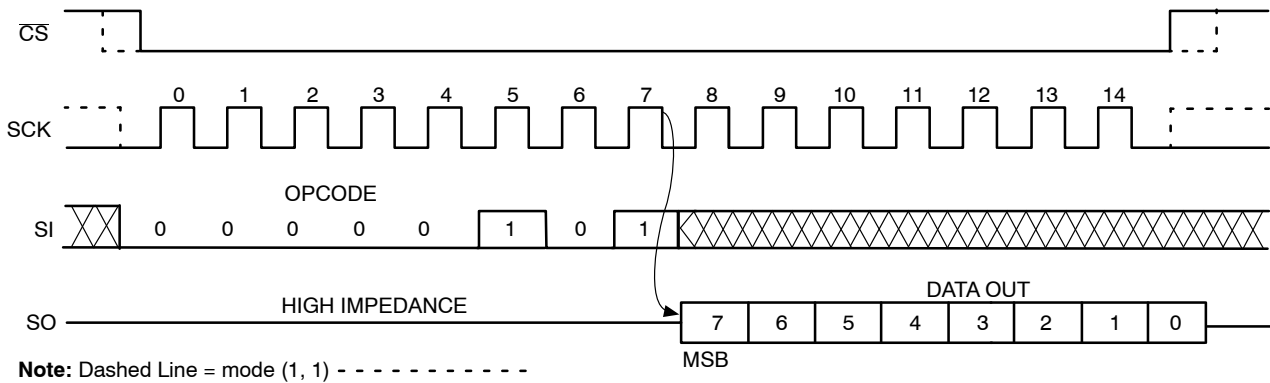 CS
0 1 2 3 4 5 6 7 8 9 10 11 12 13 14
SCK
OPCODE
SI 0 0 0 0 0 1 0 1
DATA OUT
HIGH IMPEDANCE
SO 7 6 5 4 3 2 1 0
MSB
Note: Dashed Line = mode (1, 1)